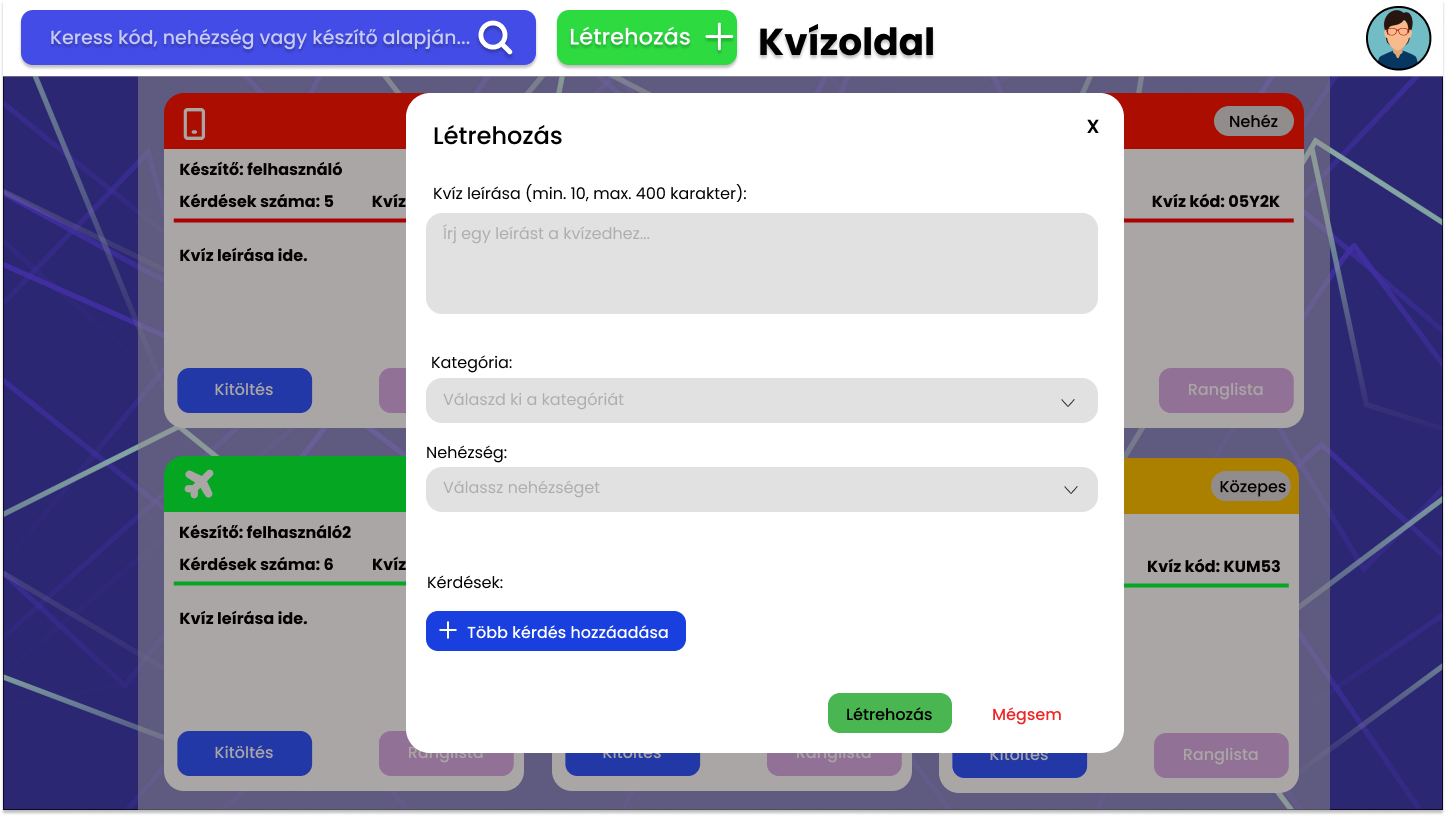 Keress kód, nehézség vagy készítő alapján...
Létrehozás
Kvízoldal
Létrehozás
X
Nehéz
Készítő: felhasználó
Kvíz leírása (min. 10, max. 400 karakter):
Kérdések száma: 5
Kvíz
Kvíz kód: 05Y2K
Írj egy leírást a kvízedhez...
Kvíz leírása ide.
Kategória:
Kitöltés
Válaszd ki a kategóriát
Ranglista
Nehézség:
Válassz nehézséget
Közepes
Készítő: felhasználó2
Kérdések száma: 6
Kvíz
Kvíz kód: KUM53
Kérdések:
Kvíz leírása ide.
Több kérdés hozzáadása
Létrehozás
Mégsem
Kitöltés
Ranglista
Kitöltés
Ranglista
Kitöltés
Ranglista